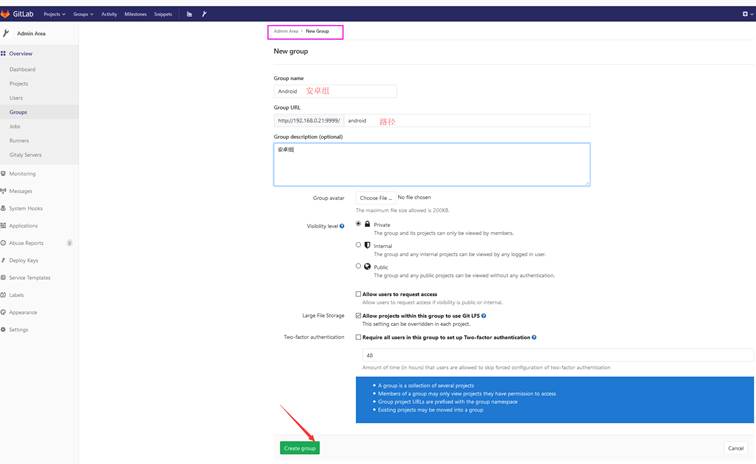 GitLab Projects Groups Activity Milestones Snippets
Admin Area
Overview
Dashboard
Projects
Users
Groups
Jobs
Runners
Gitaly Servers
Monitoring
Messages
System Hooks
Applications
Abuse Reports
Deploy Keys
Service Templates
Labels
Appearance
Settings
Admin Area › New Group
New group
Group name
Android 安卓组
Group URL
http://192.168.0.21:9999/ android 路径
Group description (optional)
安卓组
Group avatar Choose File ... No file chosen
The maximum file size allowed is 200KB.
Visibility level
Private
The group and its projects can only be viewed by members.
Internal
The group and any internal projects can be viewed by any logged in user.
Public
The group and any public projects can be viewed without any authentication.
Allow users to request access
Allow users to request access if visibility is public or internal.
Large File Storage Allow projects within this group to use Git LFS
This setting can be overridden in each project.
Two-factor authentication Require all users in this group to set up Two-factor authentication
48
Amount of time (in hours) that users are allowed to skip forced configuration of two-factor authentication
A group is a collection of several projects
Members of a group may only view projects they have permission to access
Group project URLs are prefixed with the group namespace
Existing projects may be moved into a group
Create group Cancel